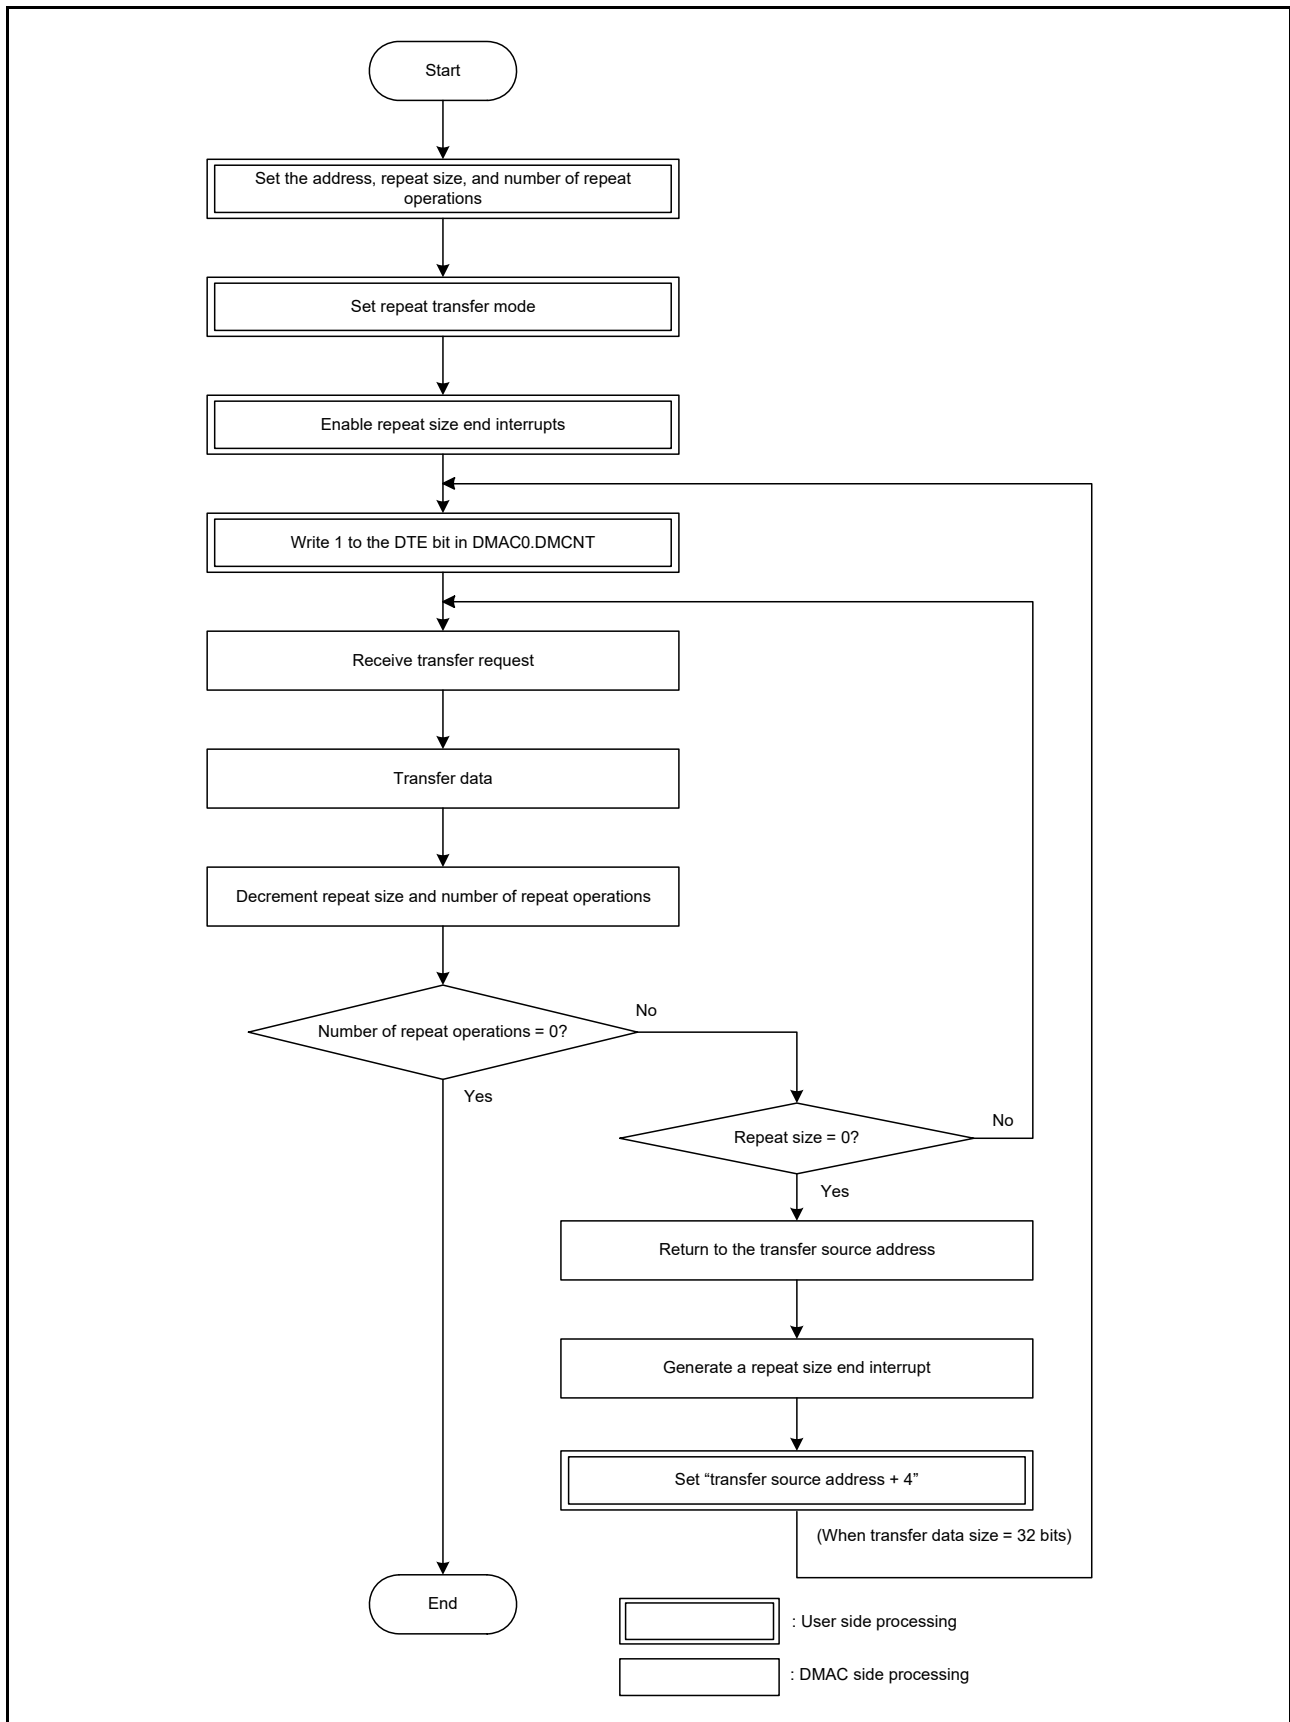 Start
Set the address, repeat size, and number of repeat
operations
Set repeat transfer mode
Enable repeat size end interrupts
Write 1 to the DTE bit in DMAC0.DMCNT
Receive transfer request
Transfer data
Decrement repeat size and number of repeat operations
No
Number of repeat operations = 0?
Yes
No
Repeat size = 0?
Yes
Return to the transfer source address
Generate a repeat size end interrupt
Set “transfer source address + 4”
(When transfer data size = 32 bits)
End
: User side processing
: DMAC side processing